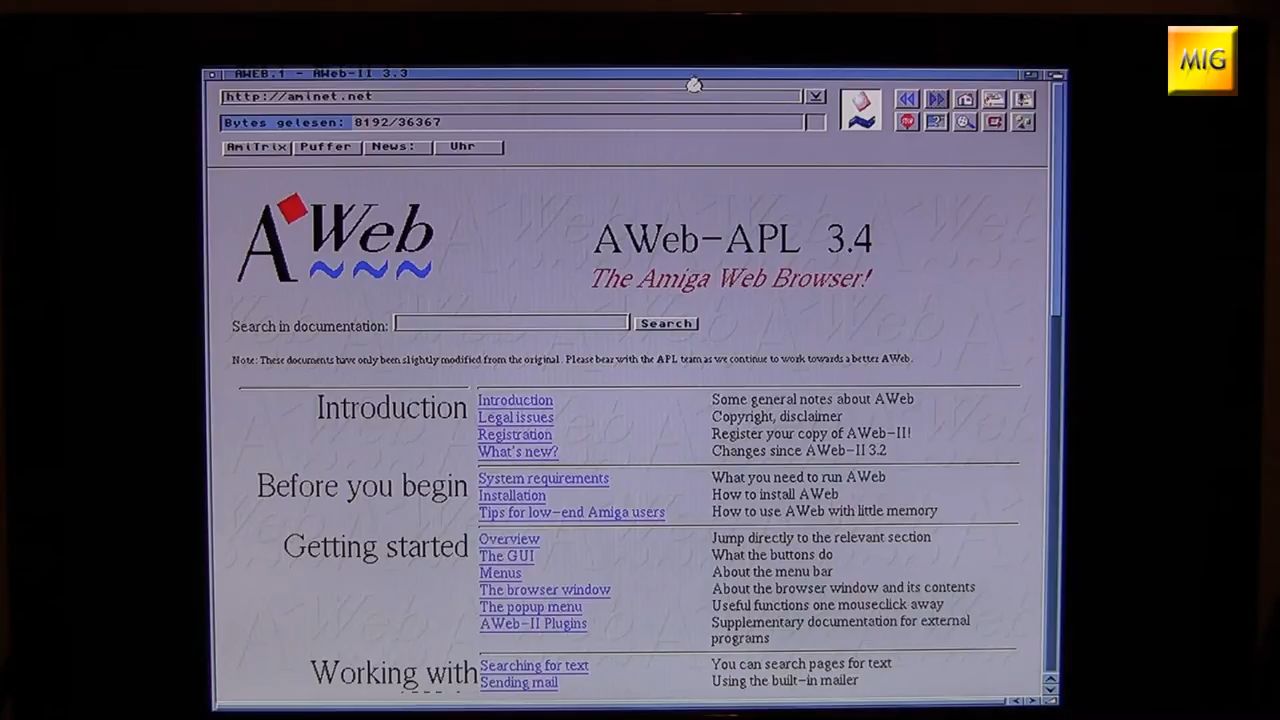 MIG
AWEB.1 - AWeb-II 3.3
http://aminet.net
Bytes gelesen: 8192/36367
AmiTrix Puffer News: Uhr
AWeb
AWeb-APL 3.4
The Amiga Web Browser!
Search in documentation: Search
Note: These documents have only been slightly modified from the original. Please bear with the APL team as we continue to work towards a better AWeb.
Introduction Introduction Some general notes about AWeb
Legal issues Copyright, disclaimer
Registration Register your copy of AWeb-II!
What's new? Changes since AWeb-II 3.2
Before you begin System requirements What you need to run AWeb
Installation How to install AWeb
Tips for low-end Amiga users How to use AWeb with little memory
Getting started Overview Jump directly to the relevant section
The GUI What the buttons do
Menus About the menu bar
The browser window About the browser window and its contents
The popup menu Useful functions one mouseclick away
AWeb-II Plugins Supplementary documentation for external
programs
Working with Searching for text You can search pages for text
Sending mail Using the built-in mailer